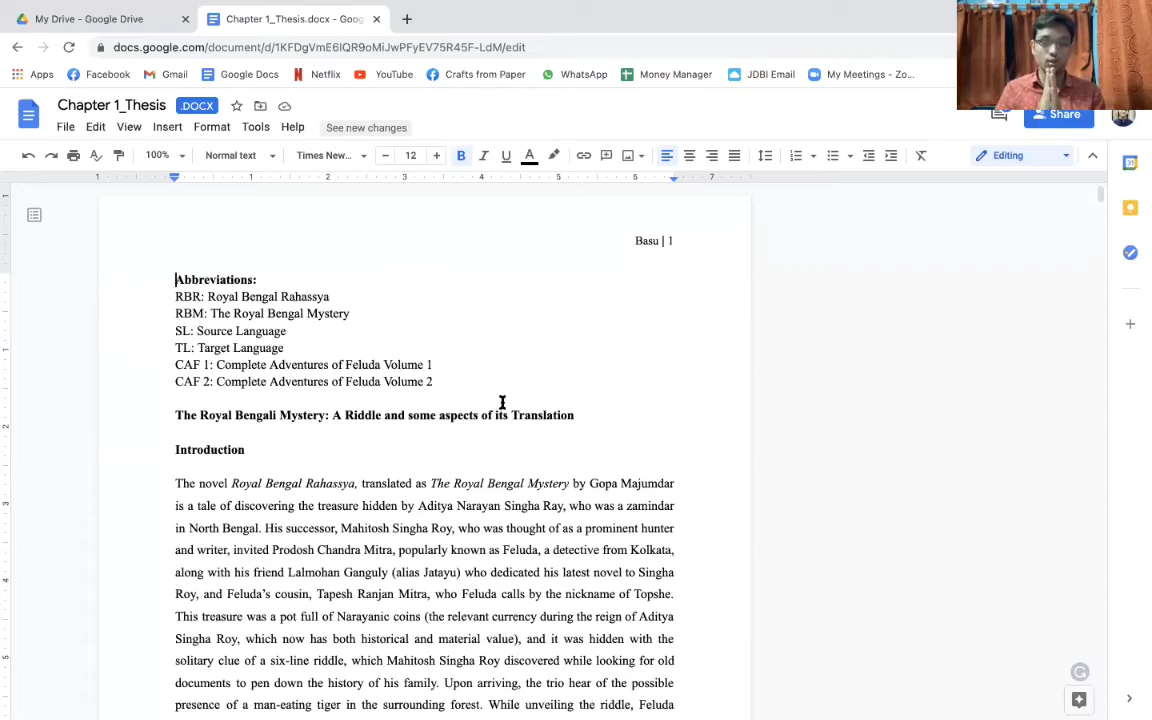 My Drive - Google Drive
Chapter 1_Thesis.docx - Goog
docs.google.com/document/d/1KFDgVmE6IQR9oMiJwPFyEV75R45F-LdM/edit
Apps Facebook Gmail Google Docs Netflix YouTube Crafts from Paper WhatsApp Money Manager JDBI Email My Meetings - Zo...
Chapter 1_Thesis .DOCX
File Edit View Insert Format Tools Help See new changes
Share
100% Normal text Times New... 12 B I U A Editing
1 1 2 3 4 5 6 7
Basu | 1
Abbreviations:
RBR: Royal Bengal Rahassya
RBM: The Royal Bengal Mystery
SL: Source Language
TL: Target Language
CAF 1: Complete Adventures of Feluda Volume 1
CAF 2: Complete Adventures of Feluda Volume 2
The Royal Bengali Mystery: A Riddle and some aspects of its Translation
Introduction
The novel Royal Bengal Rahassya, translated as The Royal Bengal Mystery by Gopa Majumdar
is a tale of discovering the treasure hidden by Aditya Narayan Singha Ray, who was a zamindar
in North Bengal. His successor, Mahitosh Singha Roy, who was thought of as a prominent hunter
and writer, invited Prodosh Chandra Mitra, popularly known as Feluda, a detective from Kolkata,
along with his friend Lalmohan Ganguly (alias Jatayu) who dedicated his latest novel to Singha
Roy, and Feluda's cousin, Tapesh Ranjan Mitra, who Feluda calls by the nickname of Topshe.
This treasure was a pot full of Narayanic coins (the relevant currency during the reign of Aditya
Singha Roy, which now has both historical and material value), and it was hidden with the
solitary clue of a six-line riddle, which Mahitosh Singha Roy discovered while looking for old
documents to pen down the history of his family. Upon arriving, the trio hear of the possible
presence of a man-eating tiger in the surrounding forest. While unveiling the riddle, Feluda